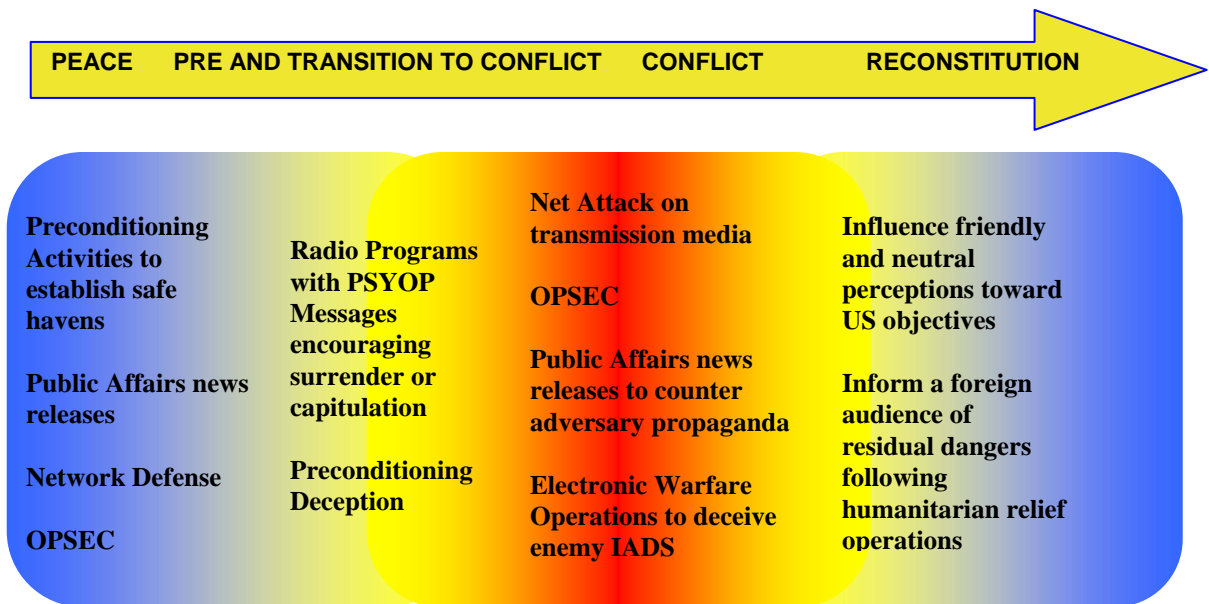 PEACE PRE AND TRANSITION TO CONFLICT CONFLICT RECONSTITUTION
Preconditioning
Activities to
establish safe
havens
Public Affairs news
releases
Network Defense
OPSEC
Radio Programs
with PSYOP
Messages
encouraging
surrender or
capitulation
Preconditioning
Deception
Net Attack on
transmission media
OPSEC
Public Affairs news
releases to counter
adversary propaganda
Electronic Warfare
Operations to deceive
enemy IADS
Influence friendly
and neutral
perceptions toward
US objectives
Inform a foreign
audience of
residual dangers
following
humanitarian relief
operations